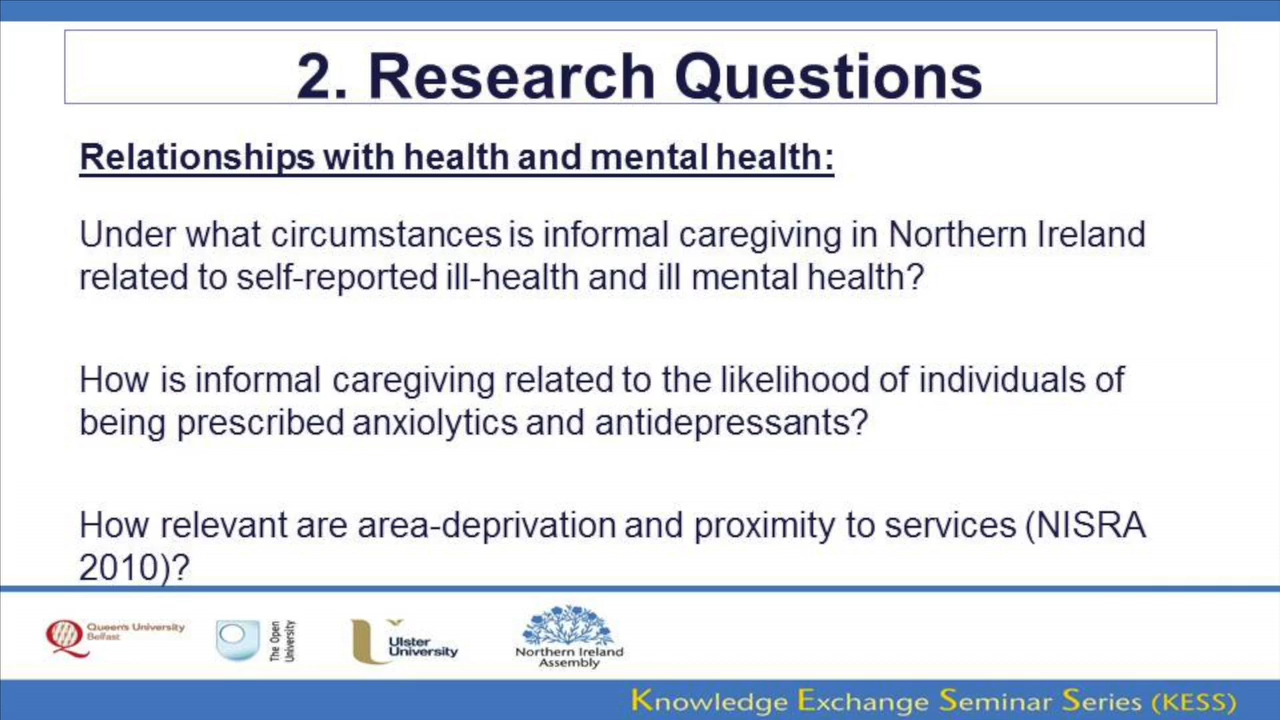 2. Research Questions
Relationships with health and mental health:
Under what circumstances is informal caregiving in Northern Ireland
related to self-reported ill-health and ill mental health?
How is informal caregiving related to the likelihood of individuals of
being prescribed anxiolytics and antidepressants?
How relevant are area-deprivation and proximity to services (NISRA
2010)?
Queen's University
Belfast
The Open
University
Ulster
University
Northern Ireland
Assembly
Knowledge Exchange Seminar Series (KESS)